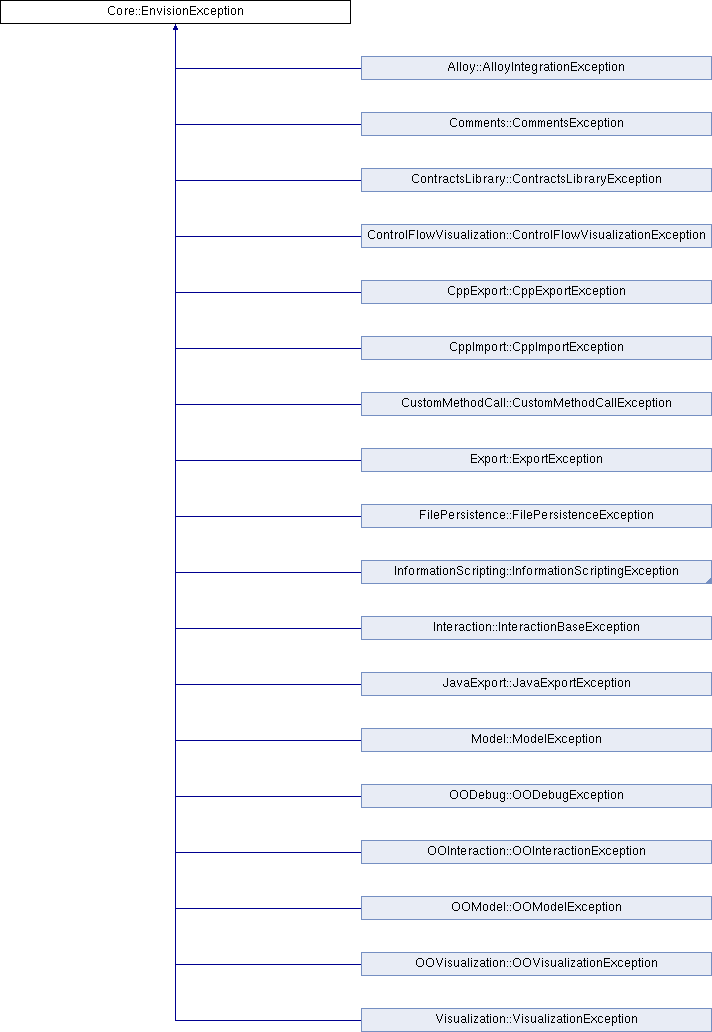 Core::EnvisionException
Alloy::AlloyIntegrationException
Comments::CommentsException
ContractsLibrary::ContractsLibraryException
ControlFlowVisualization::ControlFlowVisualizationException
CppExport::CppExportException
CppImport::CppImportException
CustomMethodCall::CustomMethodCallException
Export::ExportException
FilePersistence::FilePersistenceException
InformationScripting::InformationScriptingException
Interaction::InteractionBaseException
JavaExport::JavaExportException
Model::ModelException
OODebug::OODebugException
OOInteraction::OOInteractionException
OOModel::OOModelException
OOVisualization::OOVisualizationException
Visualization::VisualizationException